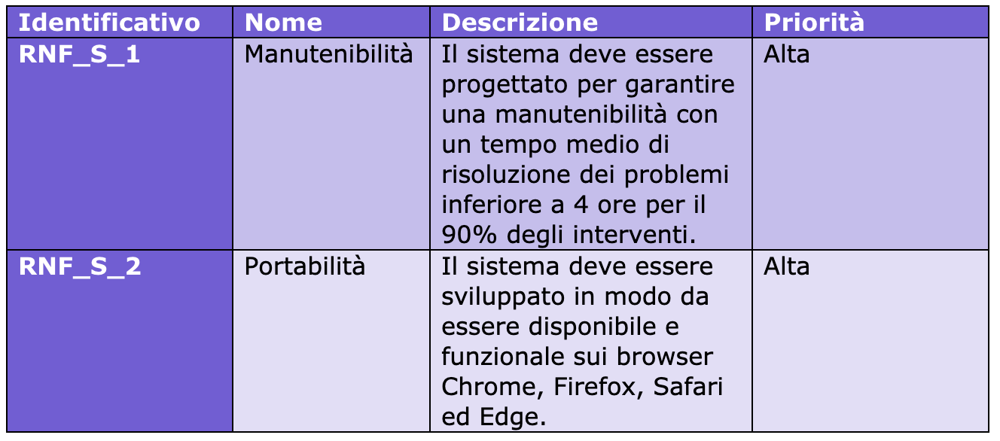 Identificativo Nome Descrizione Priorità
RNF_S_1 Manutenibilità Il sistema deve essere Alta
progettato per garantire
una manutenibilità con
un tempo medio di
risoluzione dei problemi
inferiore a 4 ore per il
90% degli interventi.
RNF_S_2 Portabilità Il sistema deve essere Alta
sviluppato in modo da
essere disponibile e
funzionale sui browser
Chrome, Firefox, Safari
ed Edge.